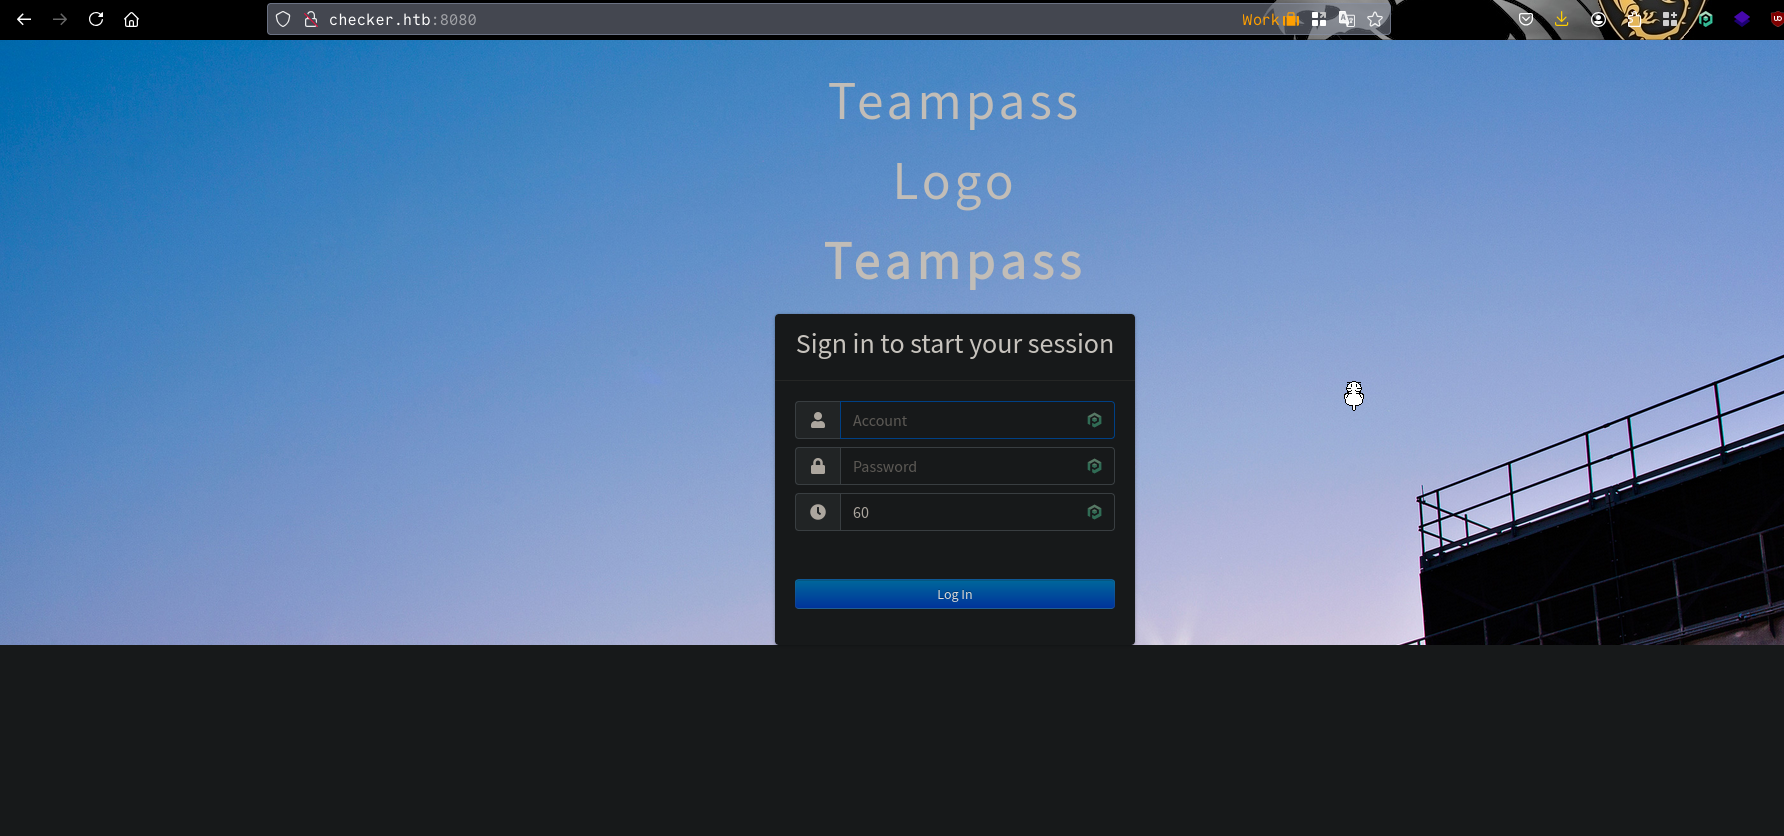 checker.htb:8080
Work
Teampass
Logo
Teampass
Sign in to start your session
Account
Password
60
Log In